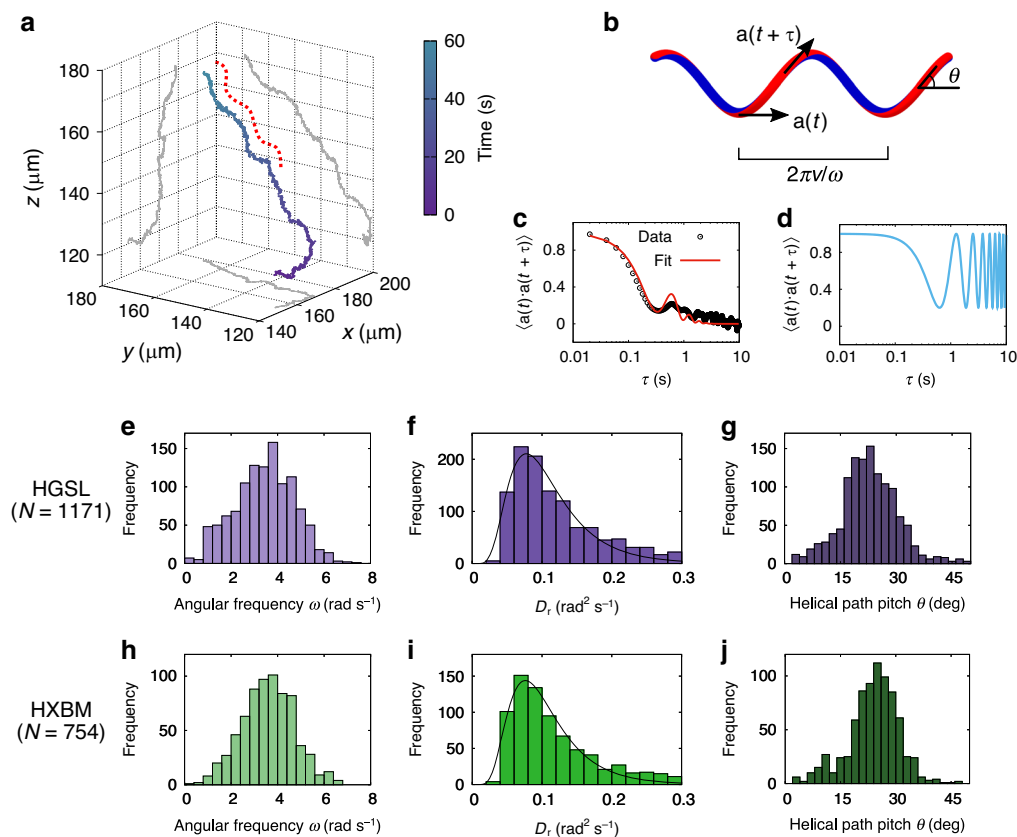 a
180
170
160
150
140
130
120
z (μm)
180
160
140
120
y (μm)
140
160
180
200
x (μm)
60
40
20
0
Time (s)
b
a(t + τ)
a(t)
θ
2πv/ω
c
⟨a(t)·a(t + τ)⟩
0.8
0.4
0
Data
Fit
0.01 0.1 1 10
τ (s)
d
⟨a(t)·a(t + τ)⟩
0.8
0.4
0
0.01 0.1 1 10
τ (s)
HGSL
(N = 1171)
e
Frequency
150
100
50
0
0 2 4 6 8
Angular frequency ω (rad s⁻¹)
f
Frequency
200
100
0
0 0.1 0.2 0.3
Dr (rad² s⁻¹)
g
Frequency
150
100
50
0
0 15 30 45
Helical path pitch θ (deg)
HXBM
(N = 754)
h
Frequency
100
50
0
0 2 4 6 8
Angular frequency ω (rad s⁻¹)
i
Frequency
150
100
50
0
0 0.1 0.2 0.3
Dr (rad² s⁻¹)
j
Frequency
100
50
0
0 15 30 45
Helical path pitch θ (deg)